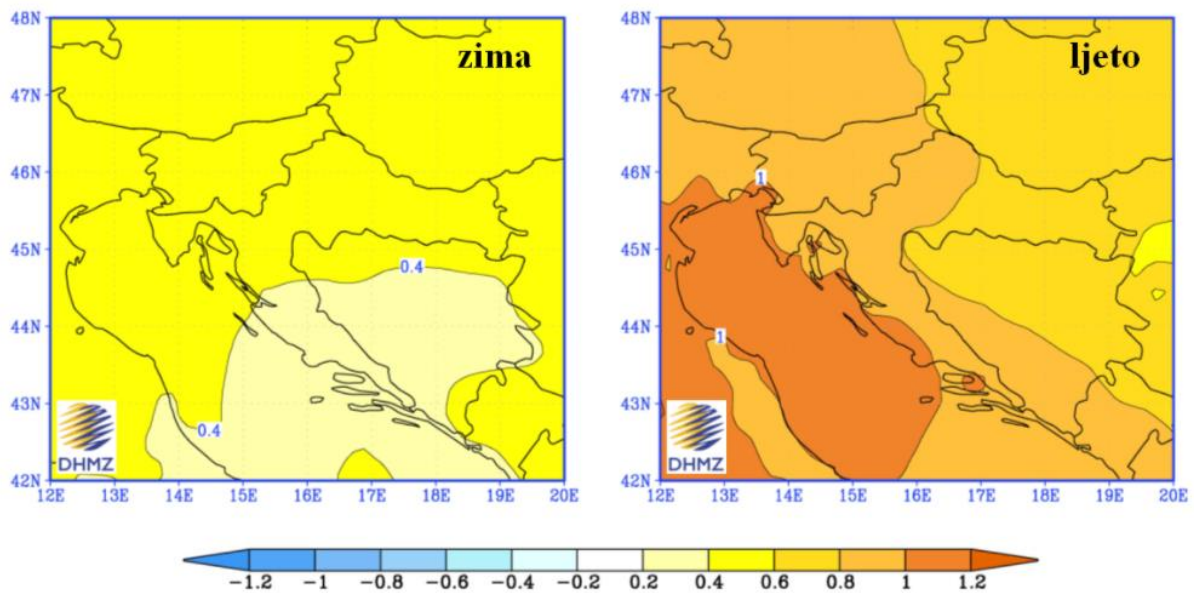 zima
48N
47N
46N
45N
44N
43N
42N
0.4
0.4
DHMZ
12E 13E 14E 15E 16E 17E 18E 19E 20E
ljeto
48N
47N
46N
45N
44N
43N
42N
1
1
DHMZ
12E 13E 14E 15E 16E 17E 18E 19E 20E
-1.2 -1 -0.8 -0.6 -0.4 -0.2 0.2 0.4 0.6 0.8 1 1.2